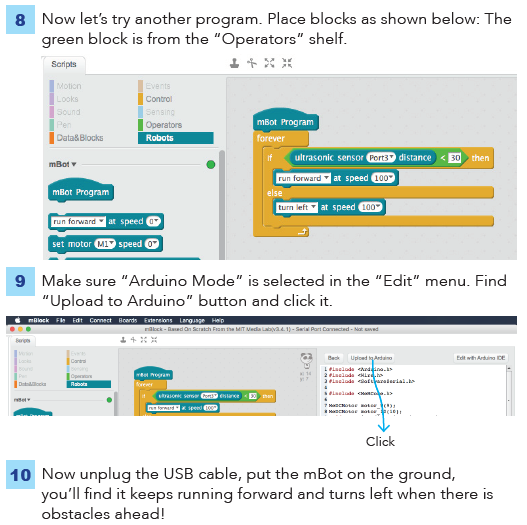 8 Now let's try another program. Place blocks as shown below: The
green block is from the "Operators" shelf.
Scripts
Motion Events
Looks Control
Sound Sensing
Pen Operators
Data&Blocks Robots
mBot
mBot Program
run forward at speed 0
set motor M1 speed 0
mBot Program
forever
if ultrasonic sensor Port3 distance < 30 then
run forward at speed 100
else
turn left at speed 100
9 Make sure "Arduino Mode" is selected in the "Edit" menu. Find
"Upload to Arduino" button and click it.
mBlock File Edit Connect Boards Extensions Language Help
mBlock - Based On Scratch From the MIT Media Lab(v3.4.1) - Serial Port Connected - Not saved
Scripts
Motion Events
Looks Control
Sound Sensing
Pen Operators
Data&Blocks Robots
mBot
mBot Program
forever
if ultrasonic sensor Port3 distance < 30 then
run forward at speed 100
Back Upload to Arduino Edit with Arduino IDE
1 #include <Arduino.h>
2 #include <Wire.h>
3 #include <SoftwareSerial.h>
5 #include <MeMCore.h>
7 MeDCMotor motor_9(9);
8 MeDCMotor motor_10(10);
Click
10 Now unplug the USB cable, put the mBot on the ground,
you'll find it keeps running forward and turns left when there is
obstacles ahead!